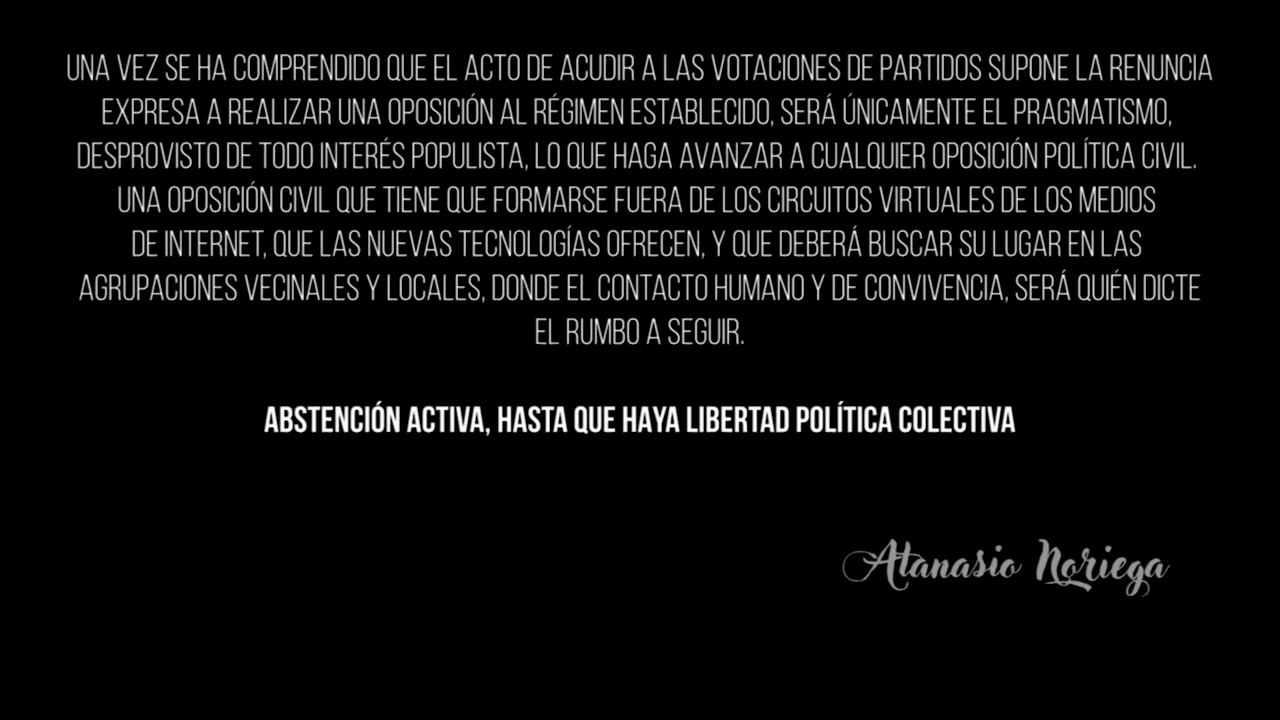 UNA VEZ SE HA COMPRENDIDO QUE EL ACTO DE ACUDIR A LAS VOTACIONES DE PARTIDOS SUPONE LA RENUNCIA
EXPRESA A REALIZAR UNA OPOSICIÓN AL RÉGIMEN ESTABLECIDO, SERÁ ÚNICAMENTE EL PRAGMATISMO,
DESPROVISTO DE TODO INTERÉS POPULISTA, LO QUE HAGA AVANZAR A CUALQUIER OPOSICIÓN POLÍTICA CIVIL.
UNA OPOSICIÓN CIVIL QUE TIENE QUE FORMARSE FUERA DE LOS CIRCUITOS VIRTUALES DE LOS MEDIOS
DE INTERNET, QUE LAS NUEVAS TECNOLOGÍAS OFRECEN, Y QUE DEBERÁ BUSCAR SU LUGAR EN LAS
AGRUPACIONES VECINALES Y LOCALES, DONDE EL CONTACTO HUMANO Y DE CONVIVENCIA, SERÁ QUIÉN DICTE
EL RUMBO A SEGUIR.
ABSTENCIÓN ACTIVA, HASTA QUE HAYA LIBERTAD POLÍTICA COLECTIVA
Atanasio Noriega